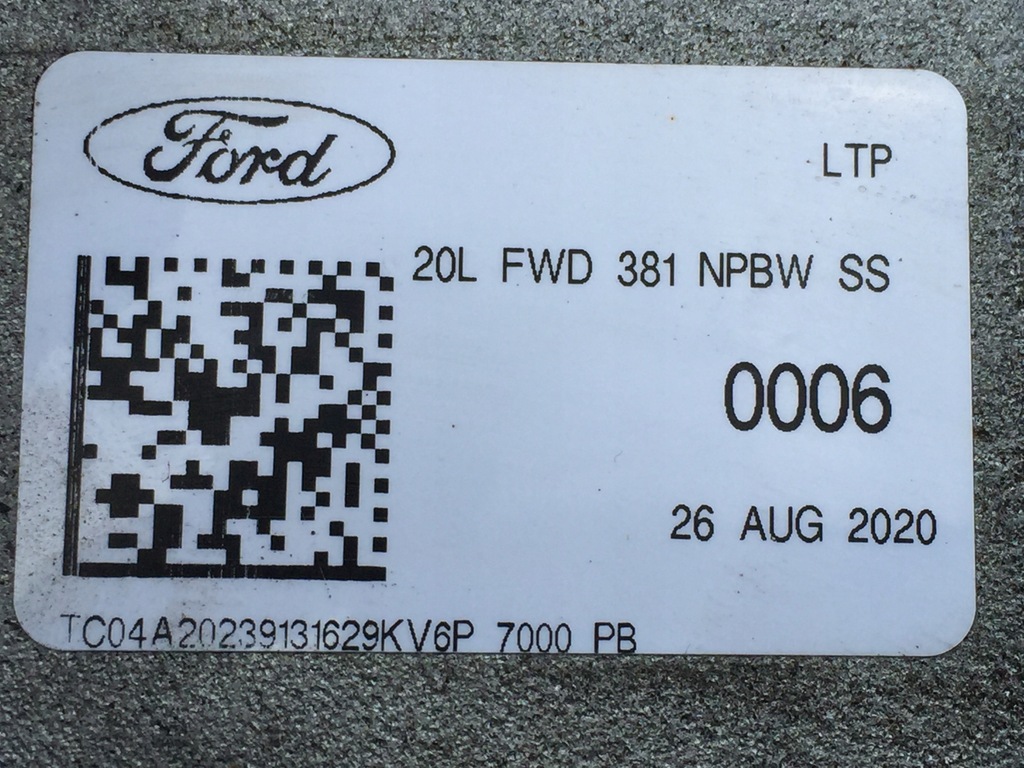 Ford
LTP
20L FWD 381 NPBW SS
0006
26 AUG 2020
TC04A20239131629KV6P 7000 PB